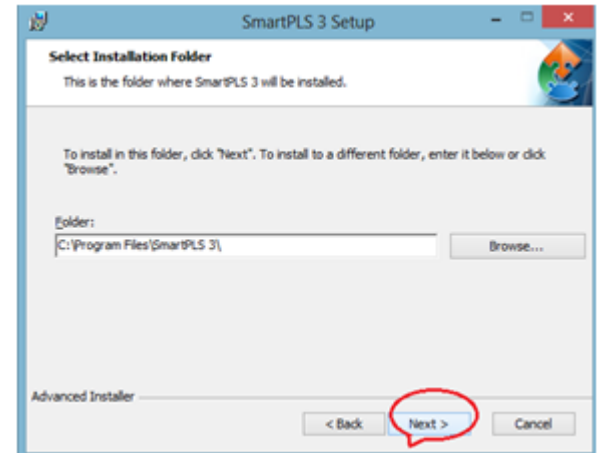 SmartPLS 3 Setup
Select Installation Folder
This is the folder where SmartPLS 3 will be installed.
To install in this folder, click "Next". To install to a different folder, enter it below or click
"Browse".
Folder:
C:\Program Files\SmartPLS 3\
Browse...
Advanced Installer
< Back
Next >
Cancel